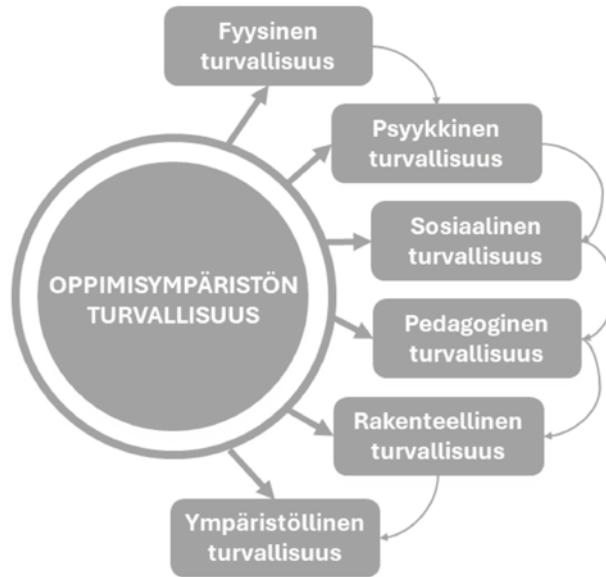 Fyysinen
turvallisuus
Psyykkinen
turvallisuus
Sosiaalinen
turvallisuus
OPPIMISYMPÄRISTÖN
TURVALLISUUS
Pedagoginen
turvallisuus
Rakenteellinen
turvallisuus
Ympäristöllinen
turvallisuus